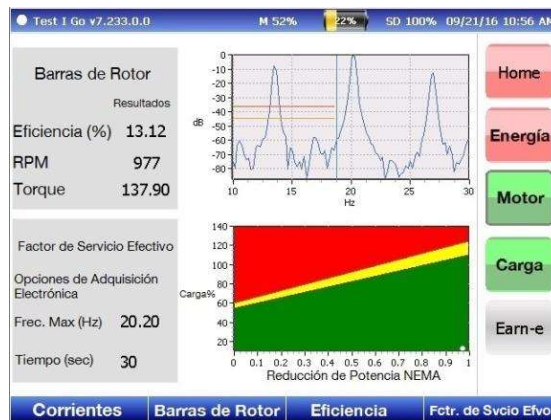 Test I Go v7.233.0.0 M 52% 22% SD 100% 09/21/16 10:56 AM
Barras de Rotor
Resultados
Eficiencia (%) 13.12
RPM 977
Torque 137.90
0
-10
-20
-30
-40
-50
-60
-70
-80
dB
10 15 20 25 30
Hz
Factor de Servicio Efectivo
Opciones de Adquisición
Electrónica
Frec. Max (Hz) 20.20
Tiempo (sec) 30
140
120
100
80
60
40
20
Carga%
0 0.1 0.2 0.3 0.4 0.5 0.6 0.7 0.8 0.9 1
Reducción de Potencia NEMA
Home
Energía
Motor
Carga
Earn-e
Corrientes Barras de Rotor Eficiencia Fctr. de Svcio Efvo